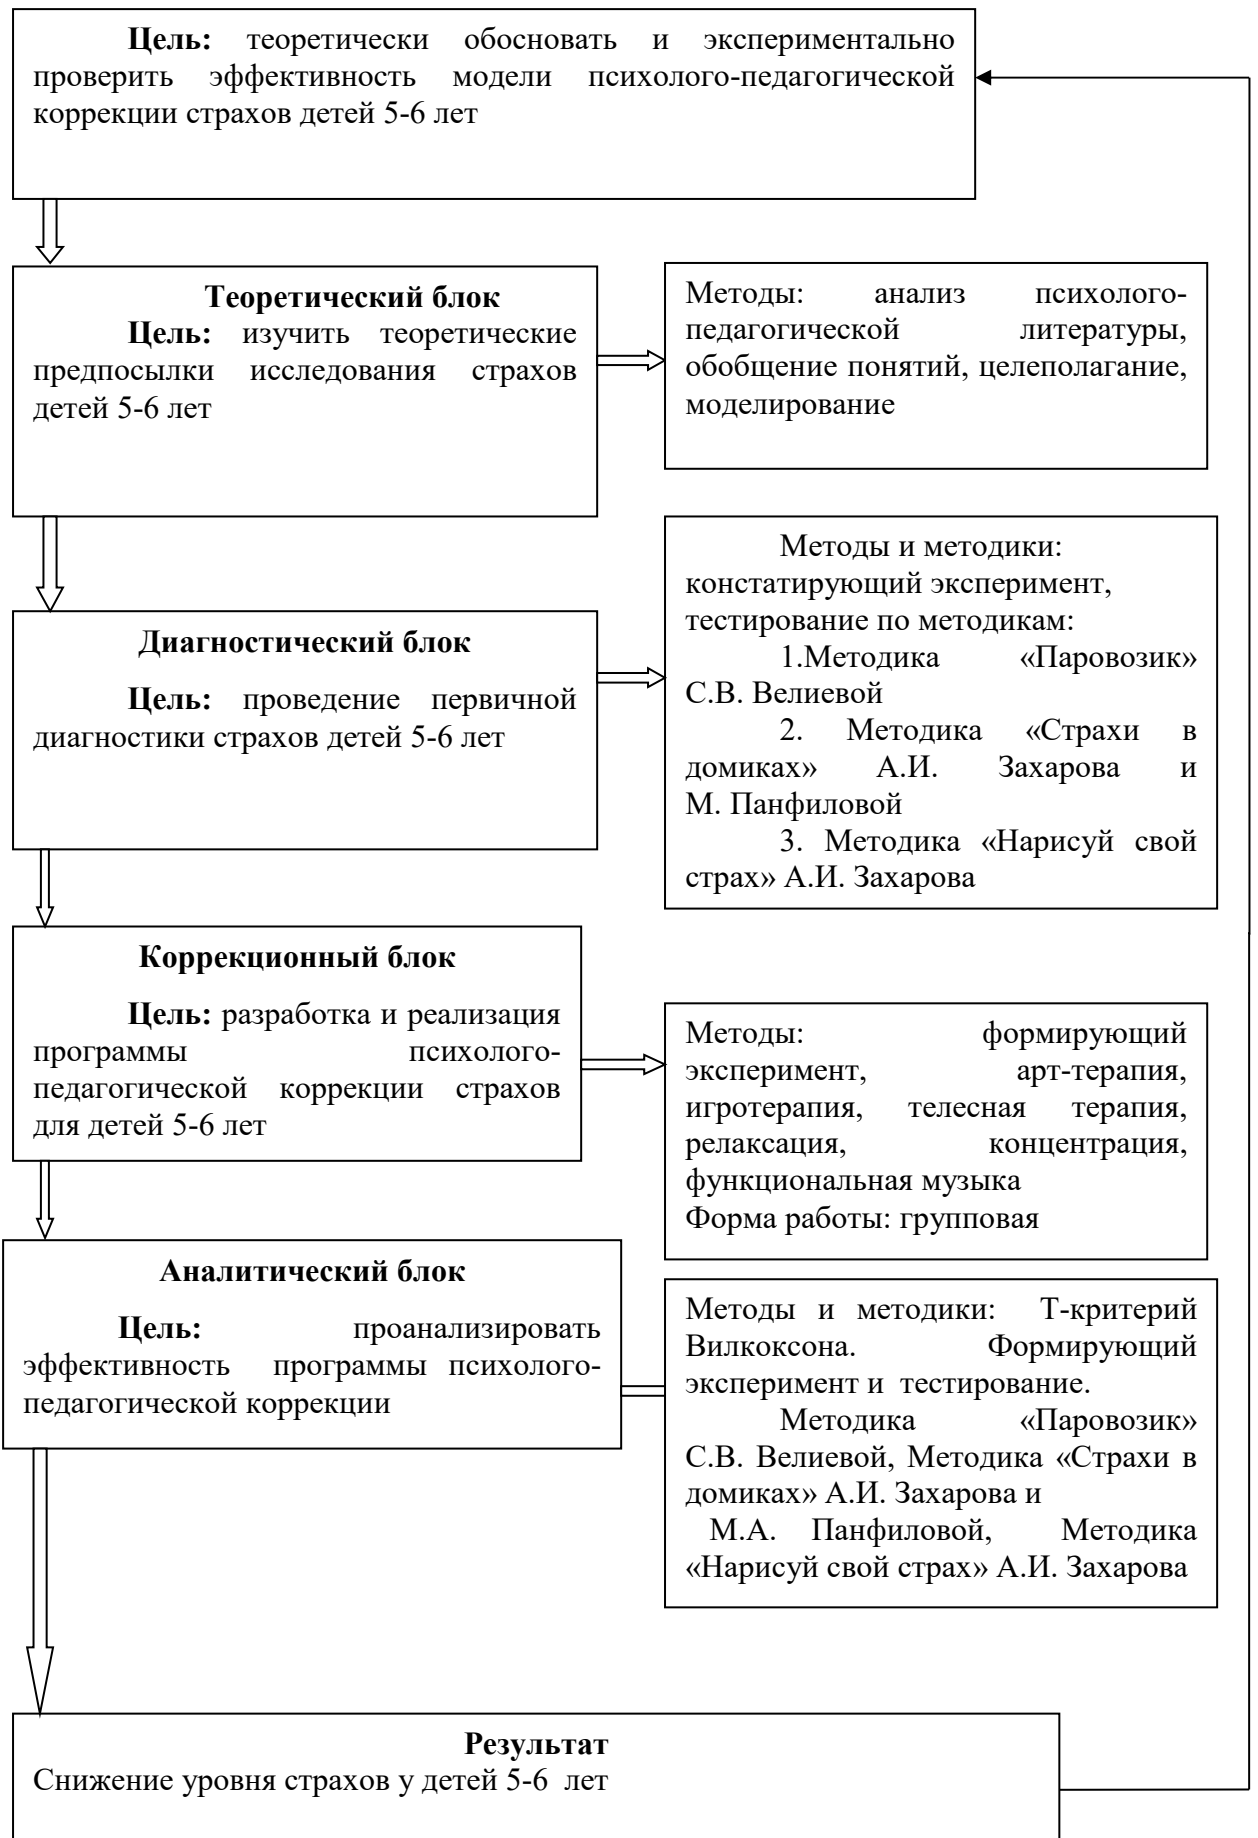 Цель: теоретически обосновать и экспериментально
проверить эффективность модели психолого-педагогической
коррекции страхов детей 5-6 лет
Теоретический блок
Цель: изучить теоретические
предпосылки исследования страхов
детей 5-6 лет
Методы: анализ психолого-
педагогической литературы,
обобщение понятий, целеполагание,
моделирование
Диагностический блок
Цель: проведение первичной
диагностики страхов детей 5-6 лет
Методы и методики:
констатирующий эксперимент,
тестирование по методикам:
1.Методика «Паровозик»
С.В. Велиевой
2. Методика «Страхи в
домиках» А.И. Захарова и
М. Панфиловой
3. Методика «Нарисуй свой
страх» А.И. Захарова
Коррекционный блок
Цель: разработка и реализация
программы психолого-
педагогической коррекции страхов
для детей 5-6 лет
Методы: формирующий
эксперимент, арт-терапия,
игротерапия, телесная терапия,
релаксация, концентрация,
функциональная музыка
Форма работы: групповая
Аналитический блок
Цель: проанализировать
эффективность программы психолого-
педагогической коррекции
Методы и методики: Т-критерий
Вилкоксона. Формирующий
эксперимент и тестирование.
Методика «Паровозик»
С.В. Велиевой, Методика «Страхи в
домиках» А.И. Захарова и
М.А. Панфиловой, Методика
«Нарисуй свой страх» А.И. Захарова
Результат
Снижение уровня страхов у детей 5-6 лет